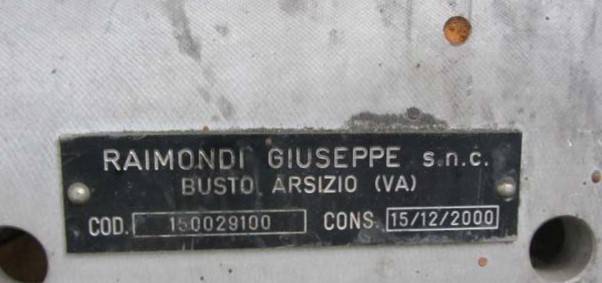 RAIMONDI GIUSEPPE s.n.c.
BUSTO ARSIZIO (VA)
COD. 150029100 CONS. 15/12/2000